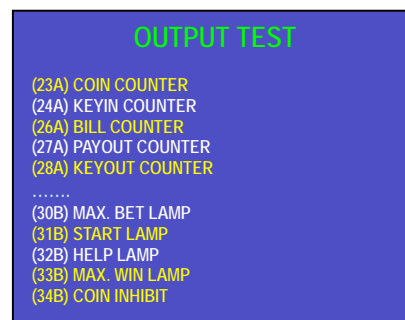 OUTPUT TEST
(23A) COIN COUNTER
(24A) KEYIN COUNTER
(26A) BILL COUNTER
(27A) PAYOUT COUNTER
(28A) KEYOUT COUNTER
.......
(30B) MAX. BET LAMP
(31B) START LAMP
(32B) HELP LAMP
(33B) MAX. WIN LAMP
(34B) COIN INHIBIT